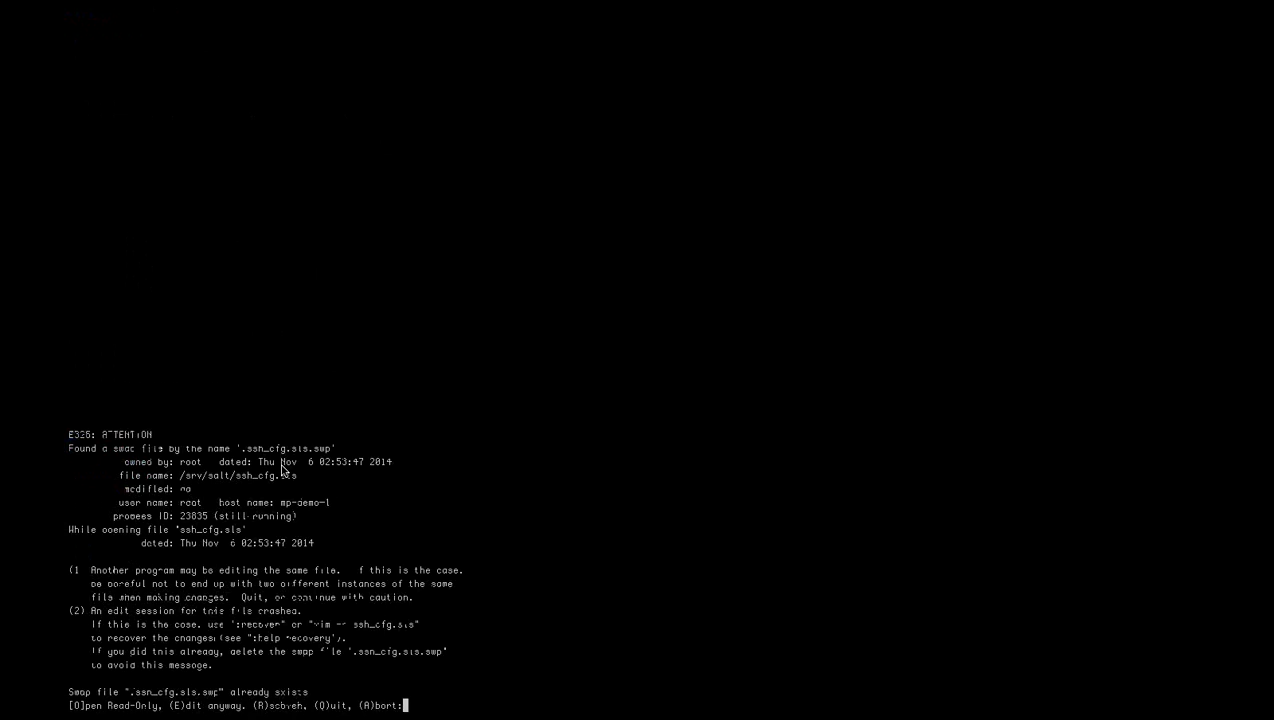 E325: ATTENTION
Found a swap file by the name ".ssh_cfg.sls.swp"
owned by: root   dated: Thu Nov  6 02:53:47 2014
file name: /srv/salt/ssh_cfg.sls
modified: no
user name: root   host name: mp-demo-1
process ID: 23835 (still running)
While opening file "ssh_cfg.sls"
dated: Thu Nov  6 02:53:47 2014
(1  Another program may be editing the same file.   f this is the case,
be careful not to end up with two different instances of the same
file when making changes.  Quit, or continue with caution.
(2) An edit session for this file crashed.
If this is the case, use ":recover" or "vim -r ssh_cfg.sls"
to recover the changes (see ":help recovery").
If you did this already, delete the swap file ".ssh_cfg.sls.swp"
to avoid this message.
Swap file ".ssh_cfg.sls.swp" already exists
[O]pen Read-Only, (E)dit anyway, (R)ecover, (Q)uit, (A)bort: